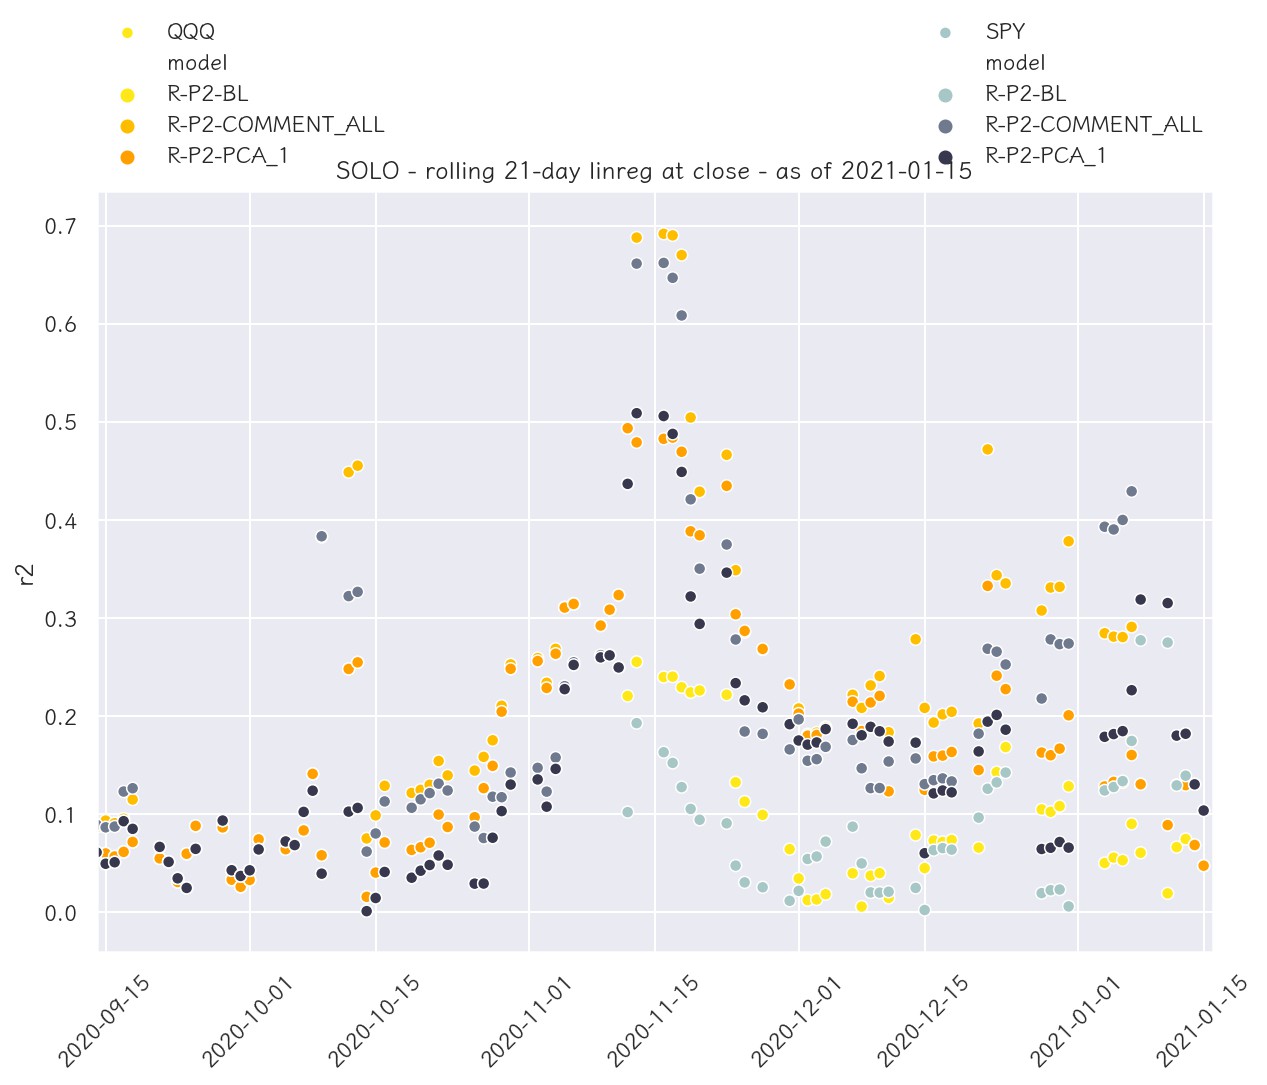 QQQ
model
R-P2-BL
R-P2-COMMENT_ALL
R-P2-PCA_1
SPY
model
R-P2-BL
R-P2-COMMENT_ALL
R-P2-PCA_1
SOLO - rolling 21-day linreg at close - as of 2021-01-15
0.7
0.6
0.5
0.4
0.3
0.2
0.1
0.0
r2
2020-09-15
2020-10-01
2020-10-15
2020-11-01
2020-11-15
2020-12-01
2020-12-15
2021-01-01
2021-01-15